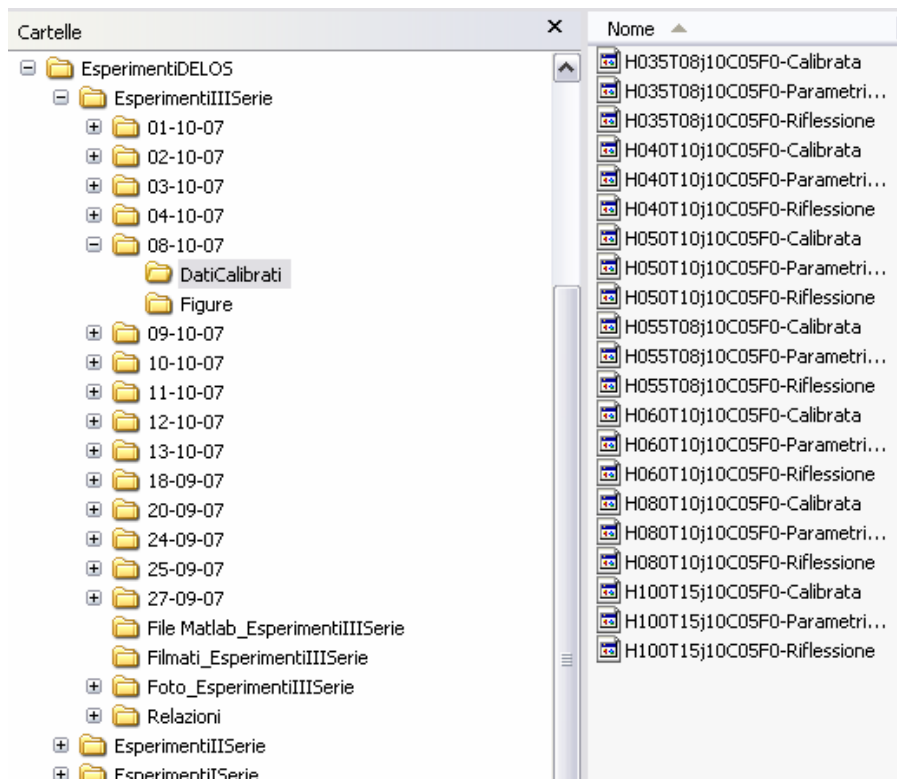 Cartelle
EsperimentiDELOS
EsperimentiIIISerie
01-10-07
02-10-07
03-10-07
04-10-07
08-10-07
DatiCalibrati
Figure
09-10-07
10-10-07
11-10-07
12-10-07
13-10-07
18-09-07
20-09-07
24-09-07
25-09-07
27-09-07
File Matlab_EsperimentiIIISerie
Filmati_EsperimentiIIISerie
Foto_EsperimentiIIISerie
Relazioni
EsperimentiIISerie
EsperimentiISerie
Nome
H035T08j10C05F0-Calibrata
H035T08j10C05F0-Parametri...
H035T08j10C05F0-Riflessione
H040T10j10C05F0-Calibrata
H040T10j10C05F0-Parametri...
H040T10j10C05F0-Riflessione
H050T10j10C05F0-Calibrata
H050T10j10C05F0-Parametri...
H050T10j10C05F0-Riflessione
H055T08j10C05F0-Calibrata
H055T08j10C05F0-Parametri...
H055T08j10C05F0-Riflessione
H060T10j10C05F0-Calibrata
H060T10j10C05F0-Parametri...
H060T10j10C05F0-Riflessione
H080T10j10C05F0-Calibrata
H080T10j10C05F0-Parametri...
H080T10j10C05F0-Riflessione
H100T15j10C05F0-Calibrata
H100T15j10C05F0-Parametri...
H100T15j10C05F0-Riflessione